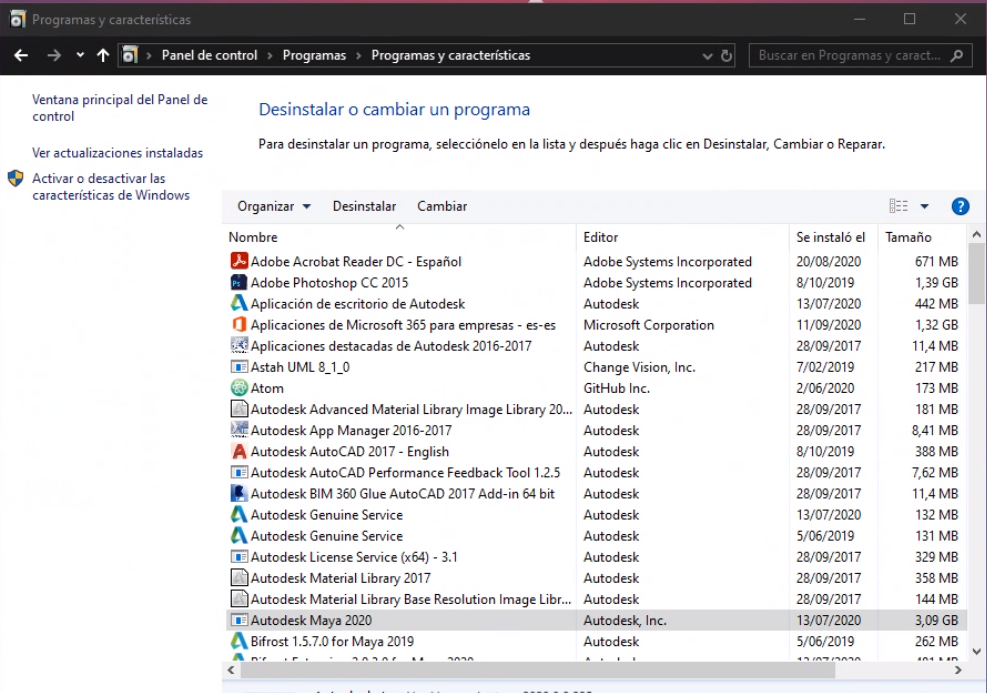 Programas y características
Panel de control > Programas > Programas y características
Buscar en Programas y caract...
Ventana principal del Panel de
control
Ver actualizaciones instaladas
Activar o desactivar las
características de Windows
Desinstalar o cambiar un programa
Para desinstalar un programa, selecciónelo en la lista y después haga clic en Desinstalar, Cambiar o Reparar.
Organizar Desinstalar Cambiar
Nombre Editor Se instaló el Tamaño
Adobe Acrobat Reader DC - Español Adobe Systems Incorporated 20/08/2020 671 MB
Adobe Photoshop CC 2015 Adobe Systems Incorporated 8/10/2019 1,39 GB
Aplicación de escritorio de Autodesk Autodesk 13/07/2020 442 MB
Aplicaciones de Microsoft 365 para empresas - es-es Microsoft Corporation 11/09/2020 1,32 GB
Aplicaciones destacadas de Autodesk 2016-2017 Autodesk 28/09/2017 11,4 MB
Astah UML 8_1_0 Change Vision, Inc. 7/02/2019 217 MB
Atom GitHub Inc. 2/06/2020 173 MB
Autodesk Advanced Material Library Image Library 20... Autodesk 28/09/2017 181 MB
Autodesk App Manager 2016-2017 Autodesk 28/09/2017 8,41 MB
Autodesk AutoCAD 2017 - English Autodesk 8/10/2019 388 MB
Autodesk AutoCAD Performance Feedback Tool 1.2.5 Autodesk 28/09/2017 7,62 MB
Autodesk BIM 360 Glue AutoCAD 2017 Add-in 64 bit Autodesk 28/09/2017 11,4 MB
Autodesk Genuine Service Autodesk 13/07/2020 132 MB
Autodesk Genuine Service Autodesk 5/06/2019 131 MB
Autodesk License Service (x64) - 3.1 Autodesk 28/09/2017 329 MB
Autodesk Material Library 2017 Autodesk 28/09/2017 358 MB
Autodesk Material Library Base Resolution Image Libr... Autodesk 28/09/2017 144 MB
Autodesk Maya 2020 Autodesk, Inc. 13/07/2020 3,09 GB
Bifrost 1.5.7.0 for Maya 2019 Autodesk 5/06/2019 262 MB